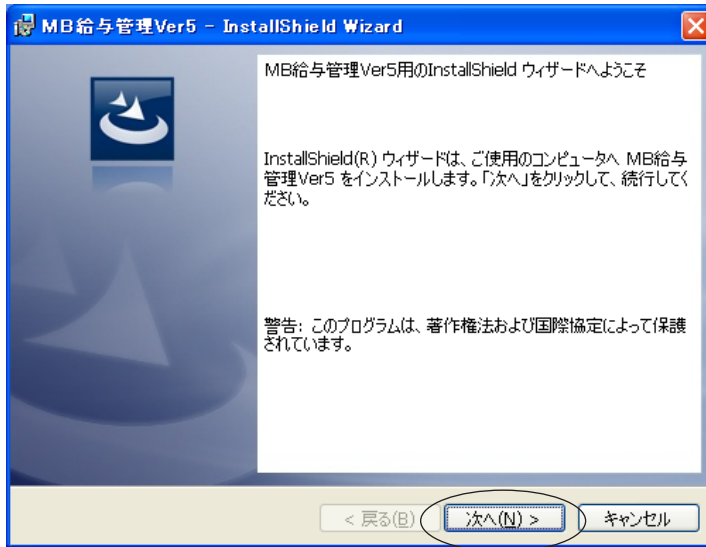 MB給与管理Ver5 - InstallShield Wizard
MB給与管理Ver5用のInstallShield ウィザードへようこそ
InstallShield(R) ウィザードは、ご使用のコンピュータへ MB給与
管理Ver5 をインストールします。「次へ」をクリックして、続行してく
ださい。
警告: このプログラムは、著作権法および国際協定によって保護
されています。
< 戻る(B)
次へ(N) >
キャンセル